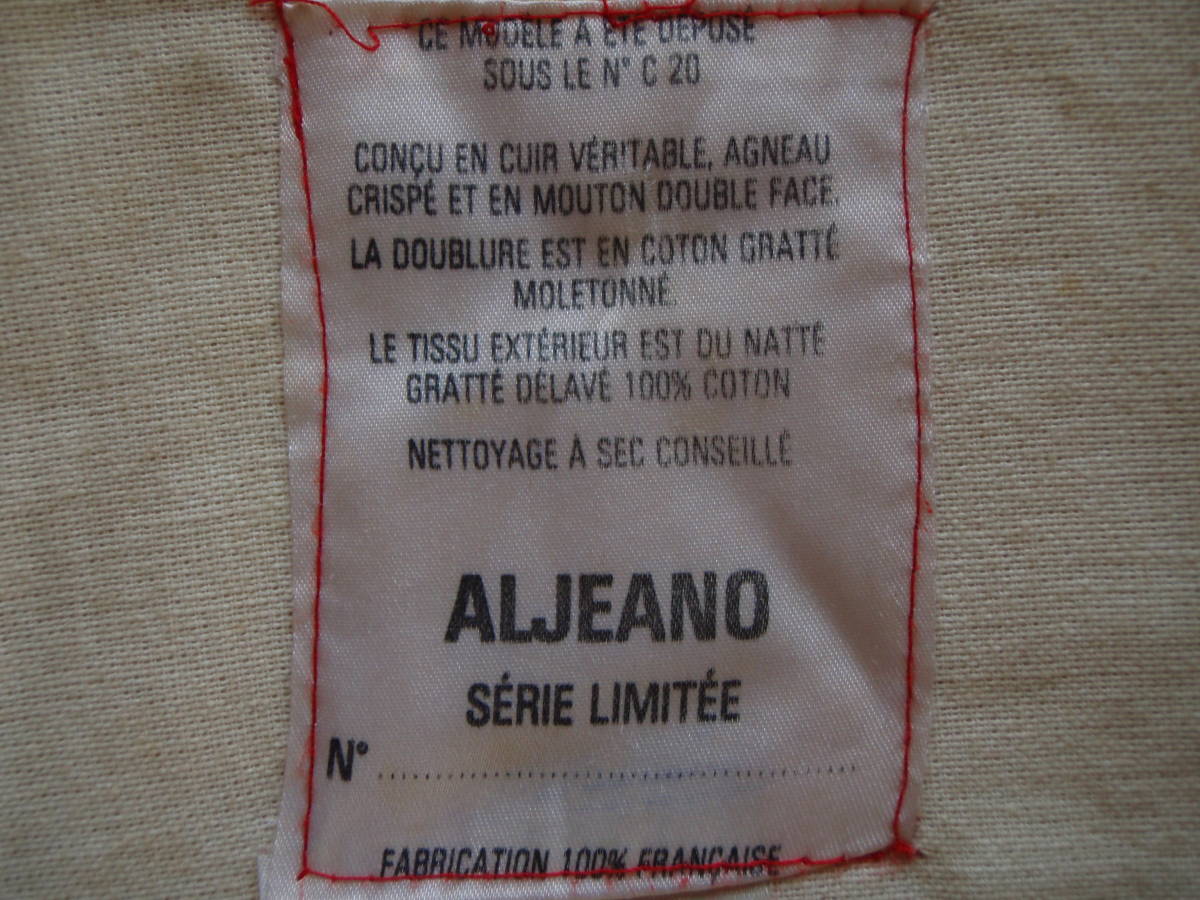 CE MODÈLE A ÉTÉ DÉPOSÉ
SOUS LE N° C 20
CONÇU EN CUIR VÉRITABLE, AGNEAU
CRISPÉ ET EN MOUTON DOUBLE FACE.
LA DOUBLURE EST EN COTON GRATTÉ
MOLETONNÉ.
LE TISSU EXTÉRIEUR EST DU NATTÉ
GRATTÉ DÉLAVÉ 100% COTON
NETTOYAGE À SEC CONSEILLÉ
ALJEANO
SÉRIE LIMITÉE
N° ........................................................
FABRICATION 100% FRANÇAISE